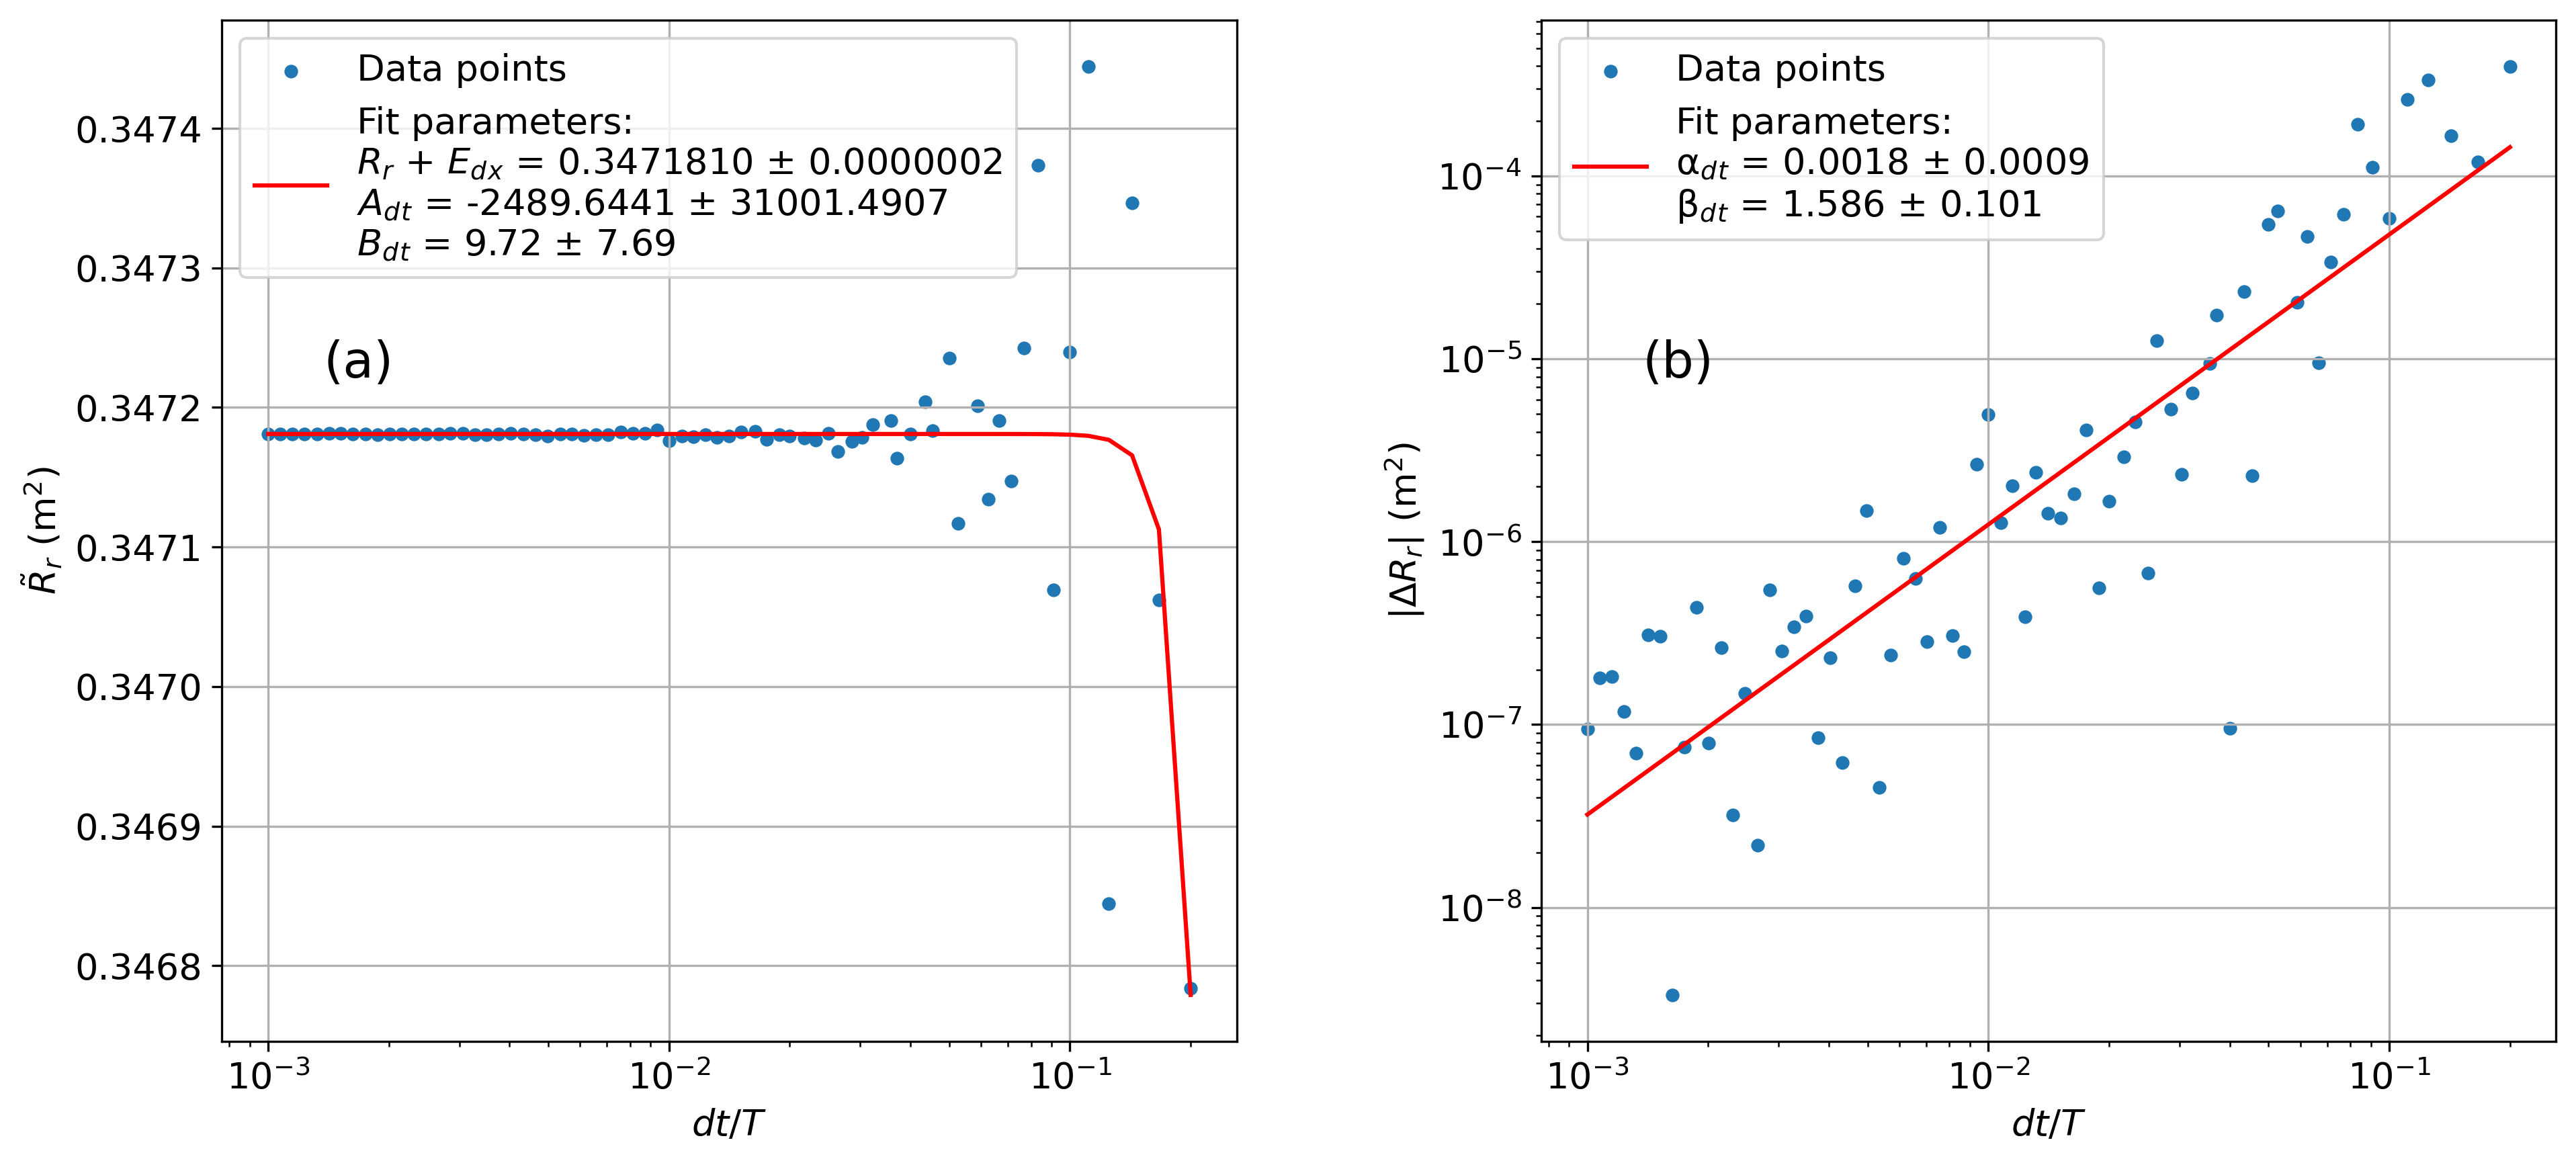 Data points
Fit parameters:
R_r + E_dx = 0.3471810 ± 0.0000002
A_dt = -2489.6441 ± 31001.4907
B_dt = 9.72 ± 7.69
(a)
0.3474
0.3473
0.3472
0.3471
0.3470
0.3469
0.3468
R̃_r (m²)
10⁻³ 10⁻² 10⁻¹
dt/T
Data points
Fit parameters:
α_dt = 0.0018 ± 0.0009
β_dt = 1.586 ± 0.101
(b)
10⁻⁴
10⁻⁵
10⁻⁶
10⁻⁷
10⁻⁸
|ΔR_r| (m²)
10⁻³ 10⁻² 10⁻¹
dt/T